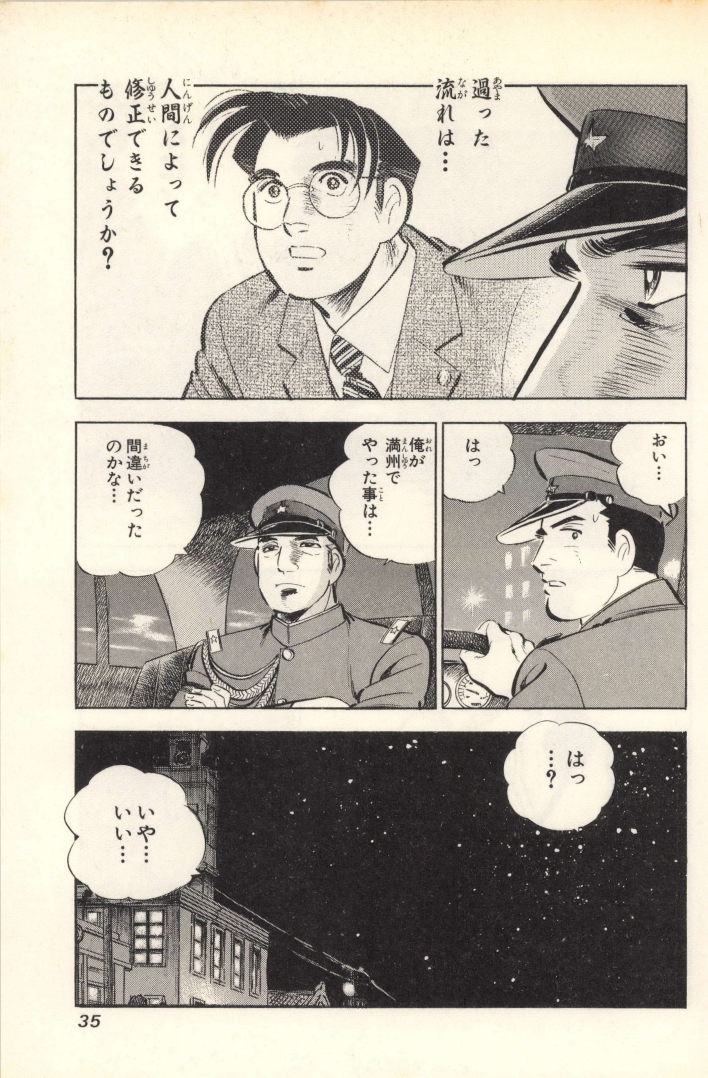 過った
流れは…
人間によって
修正できる
ものでしょうか?
おい…
はっ
俺が
満州で
やった事は…
間違いだった
のかな…
はっ
…?
いや…
いい…
35